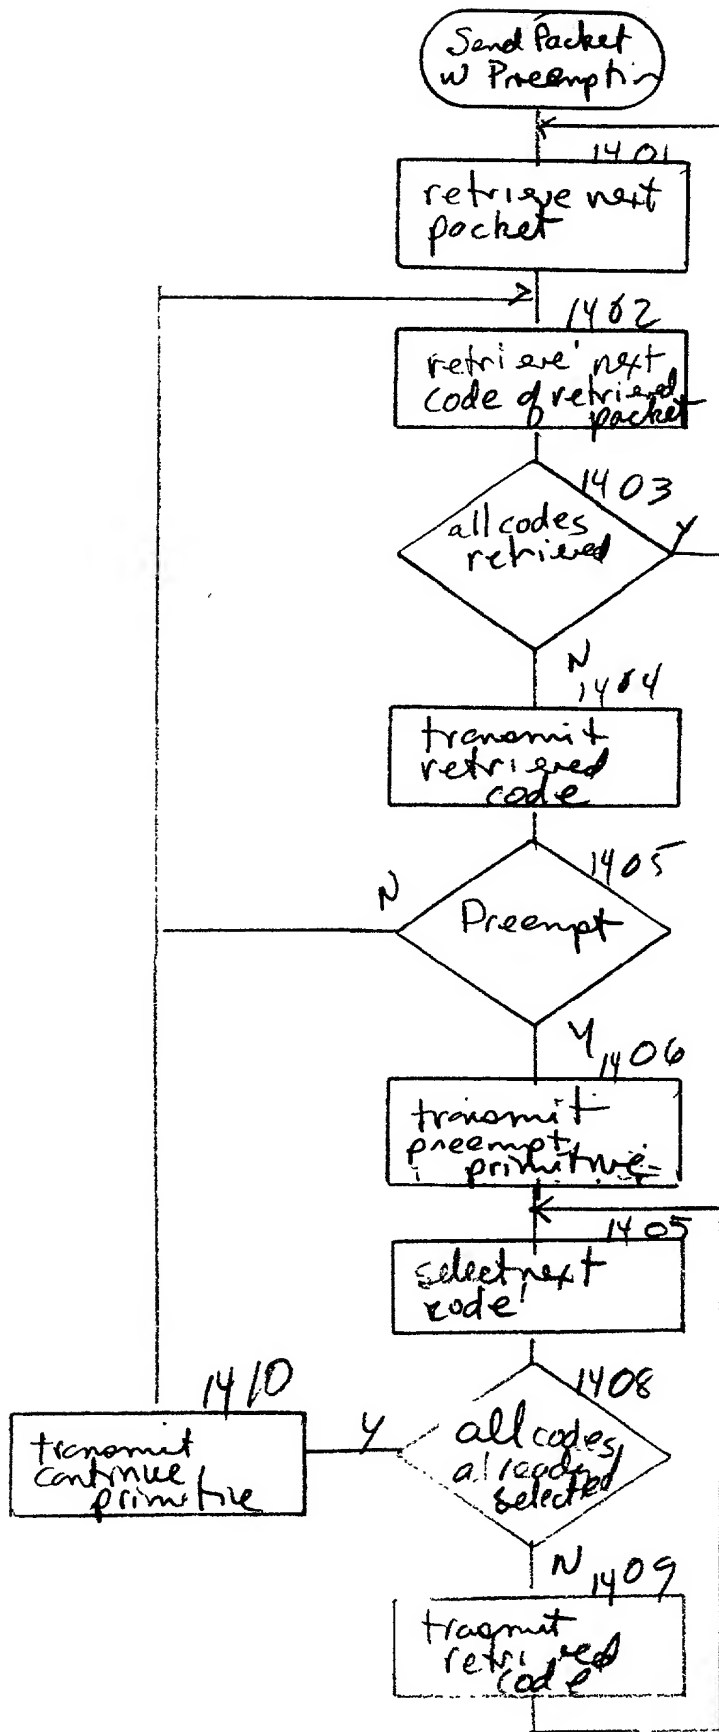 Send Packet
w Preemption
1401
retrieve next
packet
1402
retrieve next
code of retrieved
packet
1403
all codes
retrieved
Y
N
1404
transmit
retrieved
code
1405
N
Preempt
Y
1406
transmit
preempt
primitive
1405
select next
code
1408
all codes
already
selected
Y
1410
transmit
continue
primitive
N
1409
transmit
retrieved
code